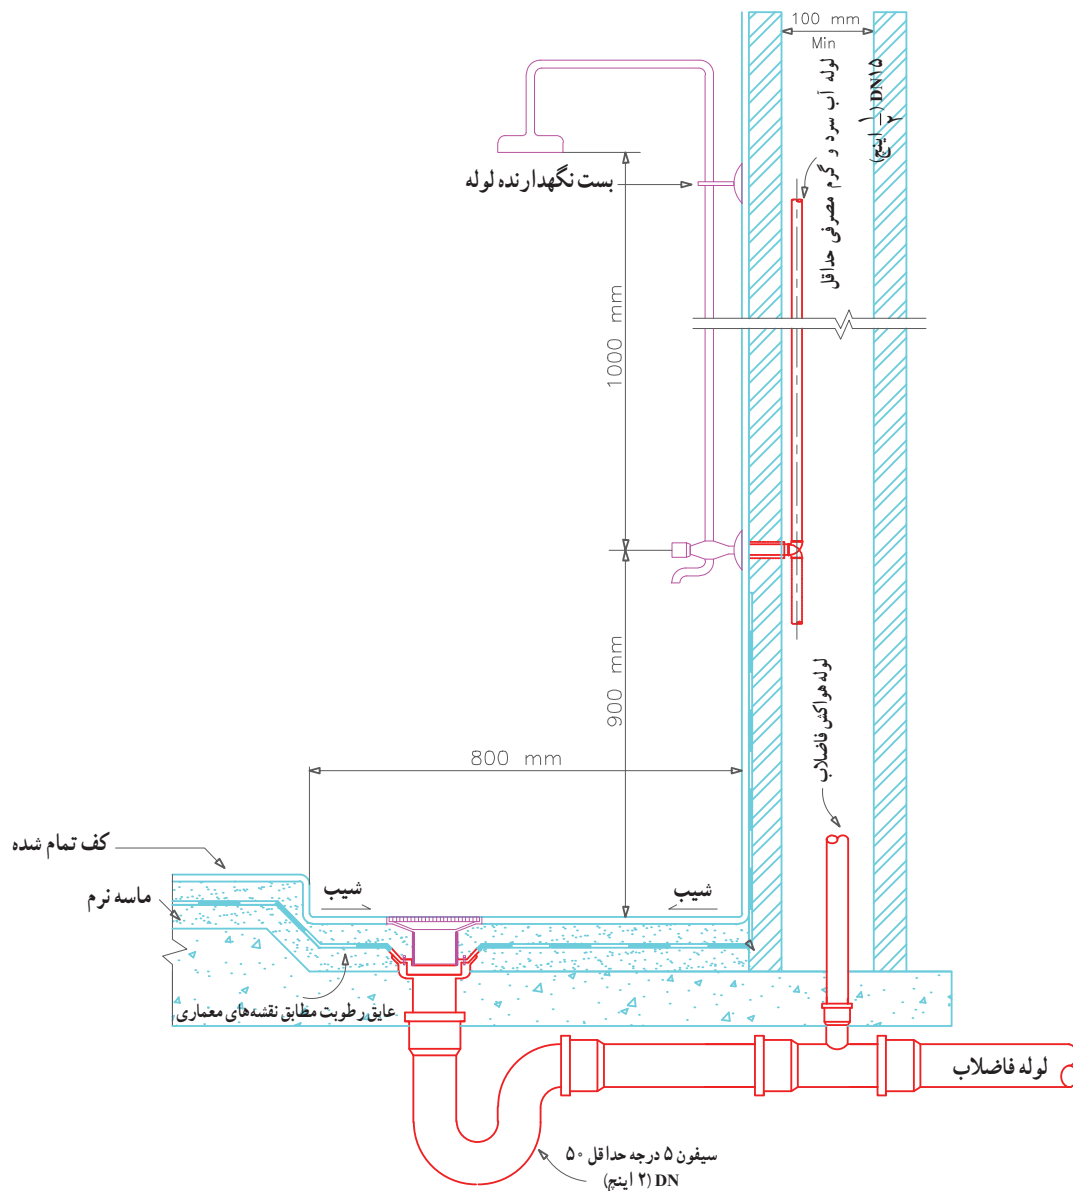 100 mm
Min
لوله آب سرد و گرم مصرفی حداقل
DN۱۵ (۱/۲ اینچ)
بست نگهدارنده لوله
1000 mm
900 mm
لوله هواکش فاضلاب
800 mm
کف تمام شده
ماسه نرم
شیب
شیب
عایق رطوبت مطابق نقشه‌های معماری
لوله فاضلاب
سیفون ۵ درجه حداقل ۵۰
DN (۲ اینچ)